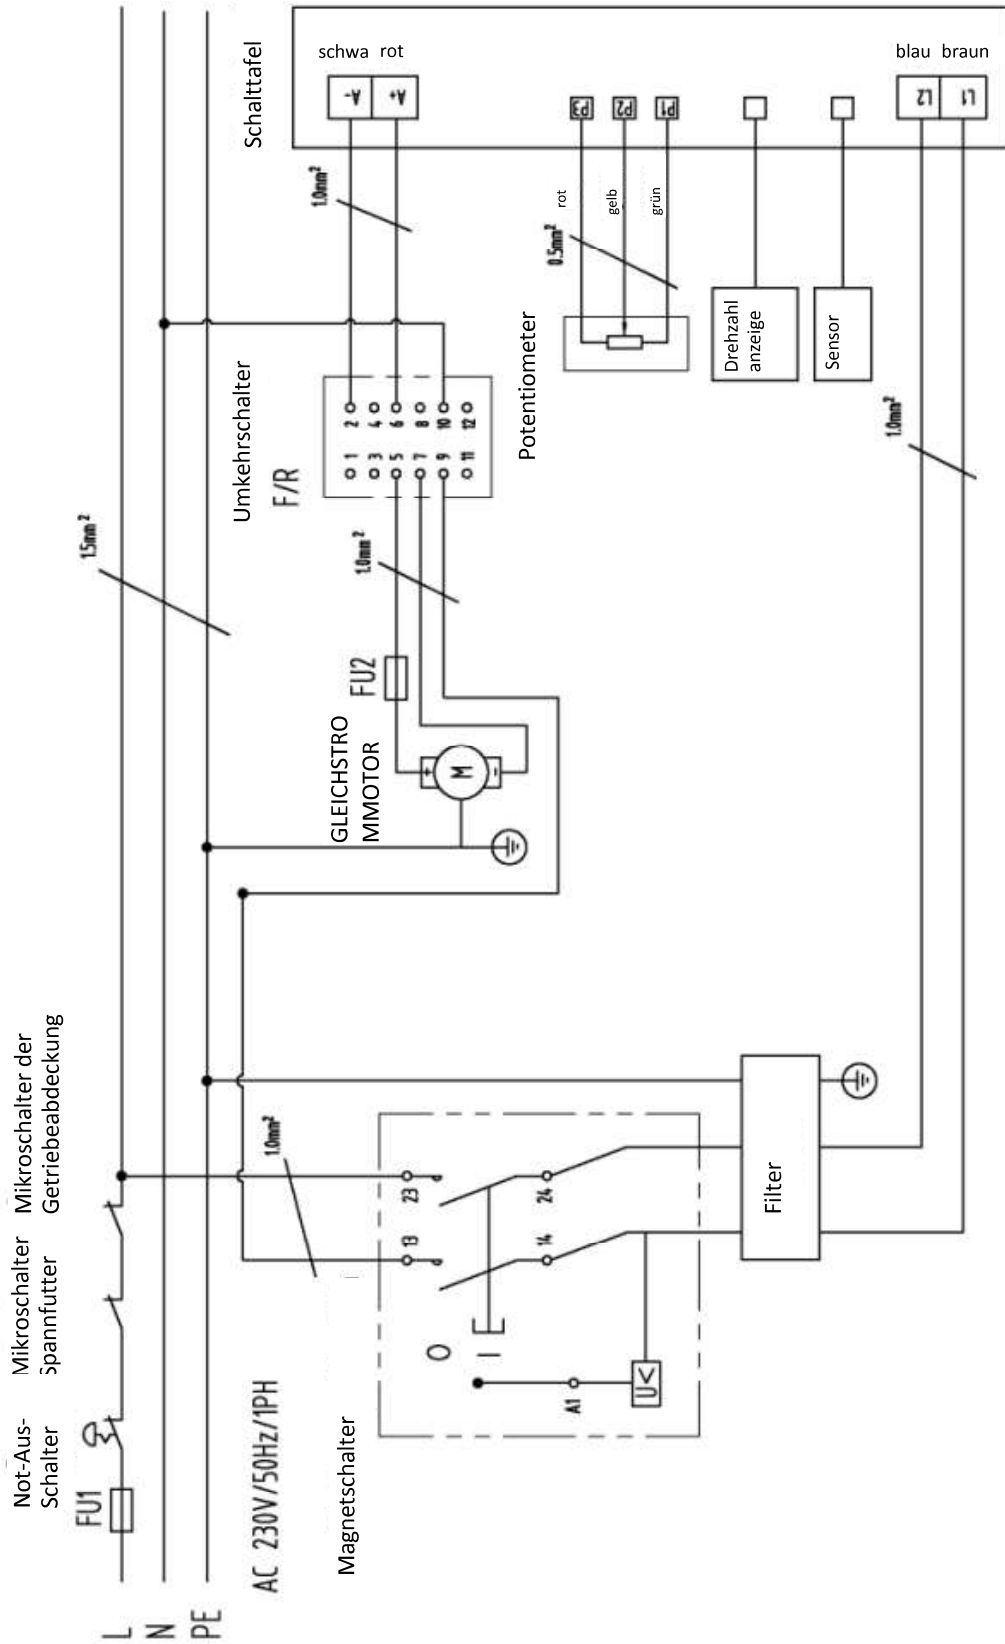 Schalttafel
schwa rot
blau braun
A-
A+
P3
P2
P1
L2
L1
1.0mm²
rot
gelb
grün
0.5mm²
Umkehrschalter
F/R
2
4
6
8
10
12
1
3
5
7
9
11
Potentiometer
Drehzahl
anzeige
Sensor
1.0mm²
1.5mm²
1.0mm²
FU2
GLEICHSTRO
MMOTOR
+
M
-
Mikroschalter der
Getriebeabdeckung
Mikroschalter
Spannfutter
Not-Aus-
Schalter
FU1
1.0mm²
23
24
13
14
O
I
A1
U<
Filter
AC 230V/50Hz/1PH
Magnetschalter
L
N
PE